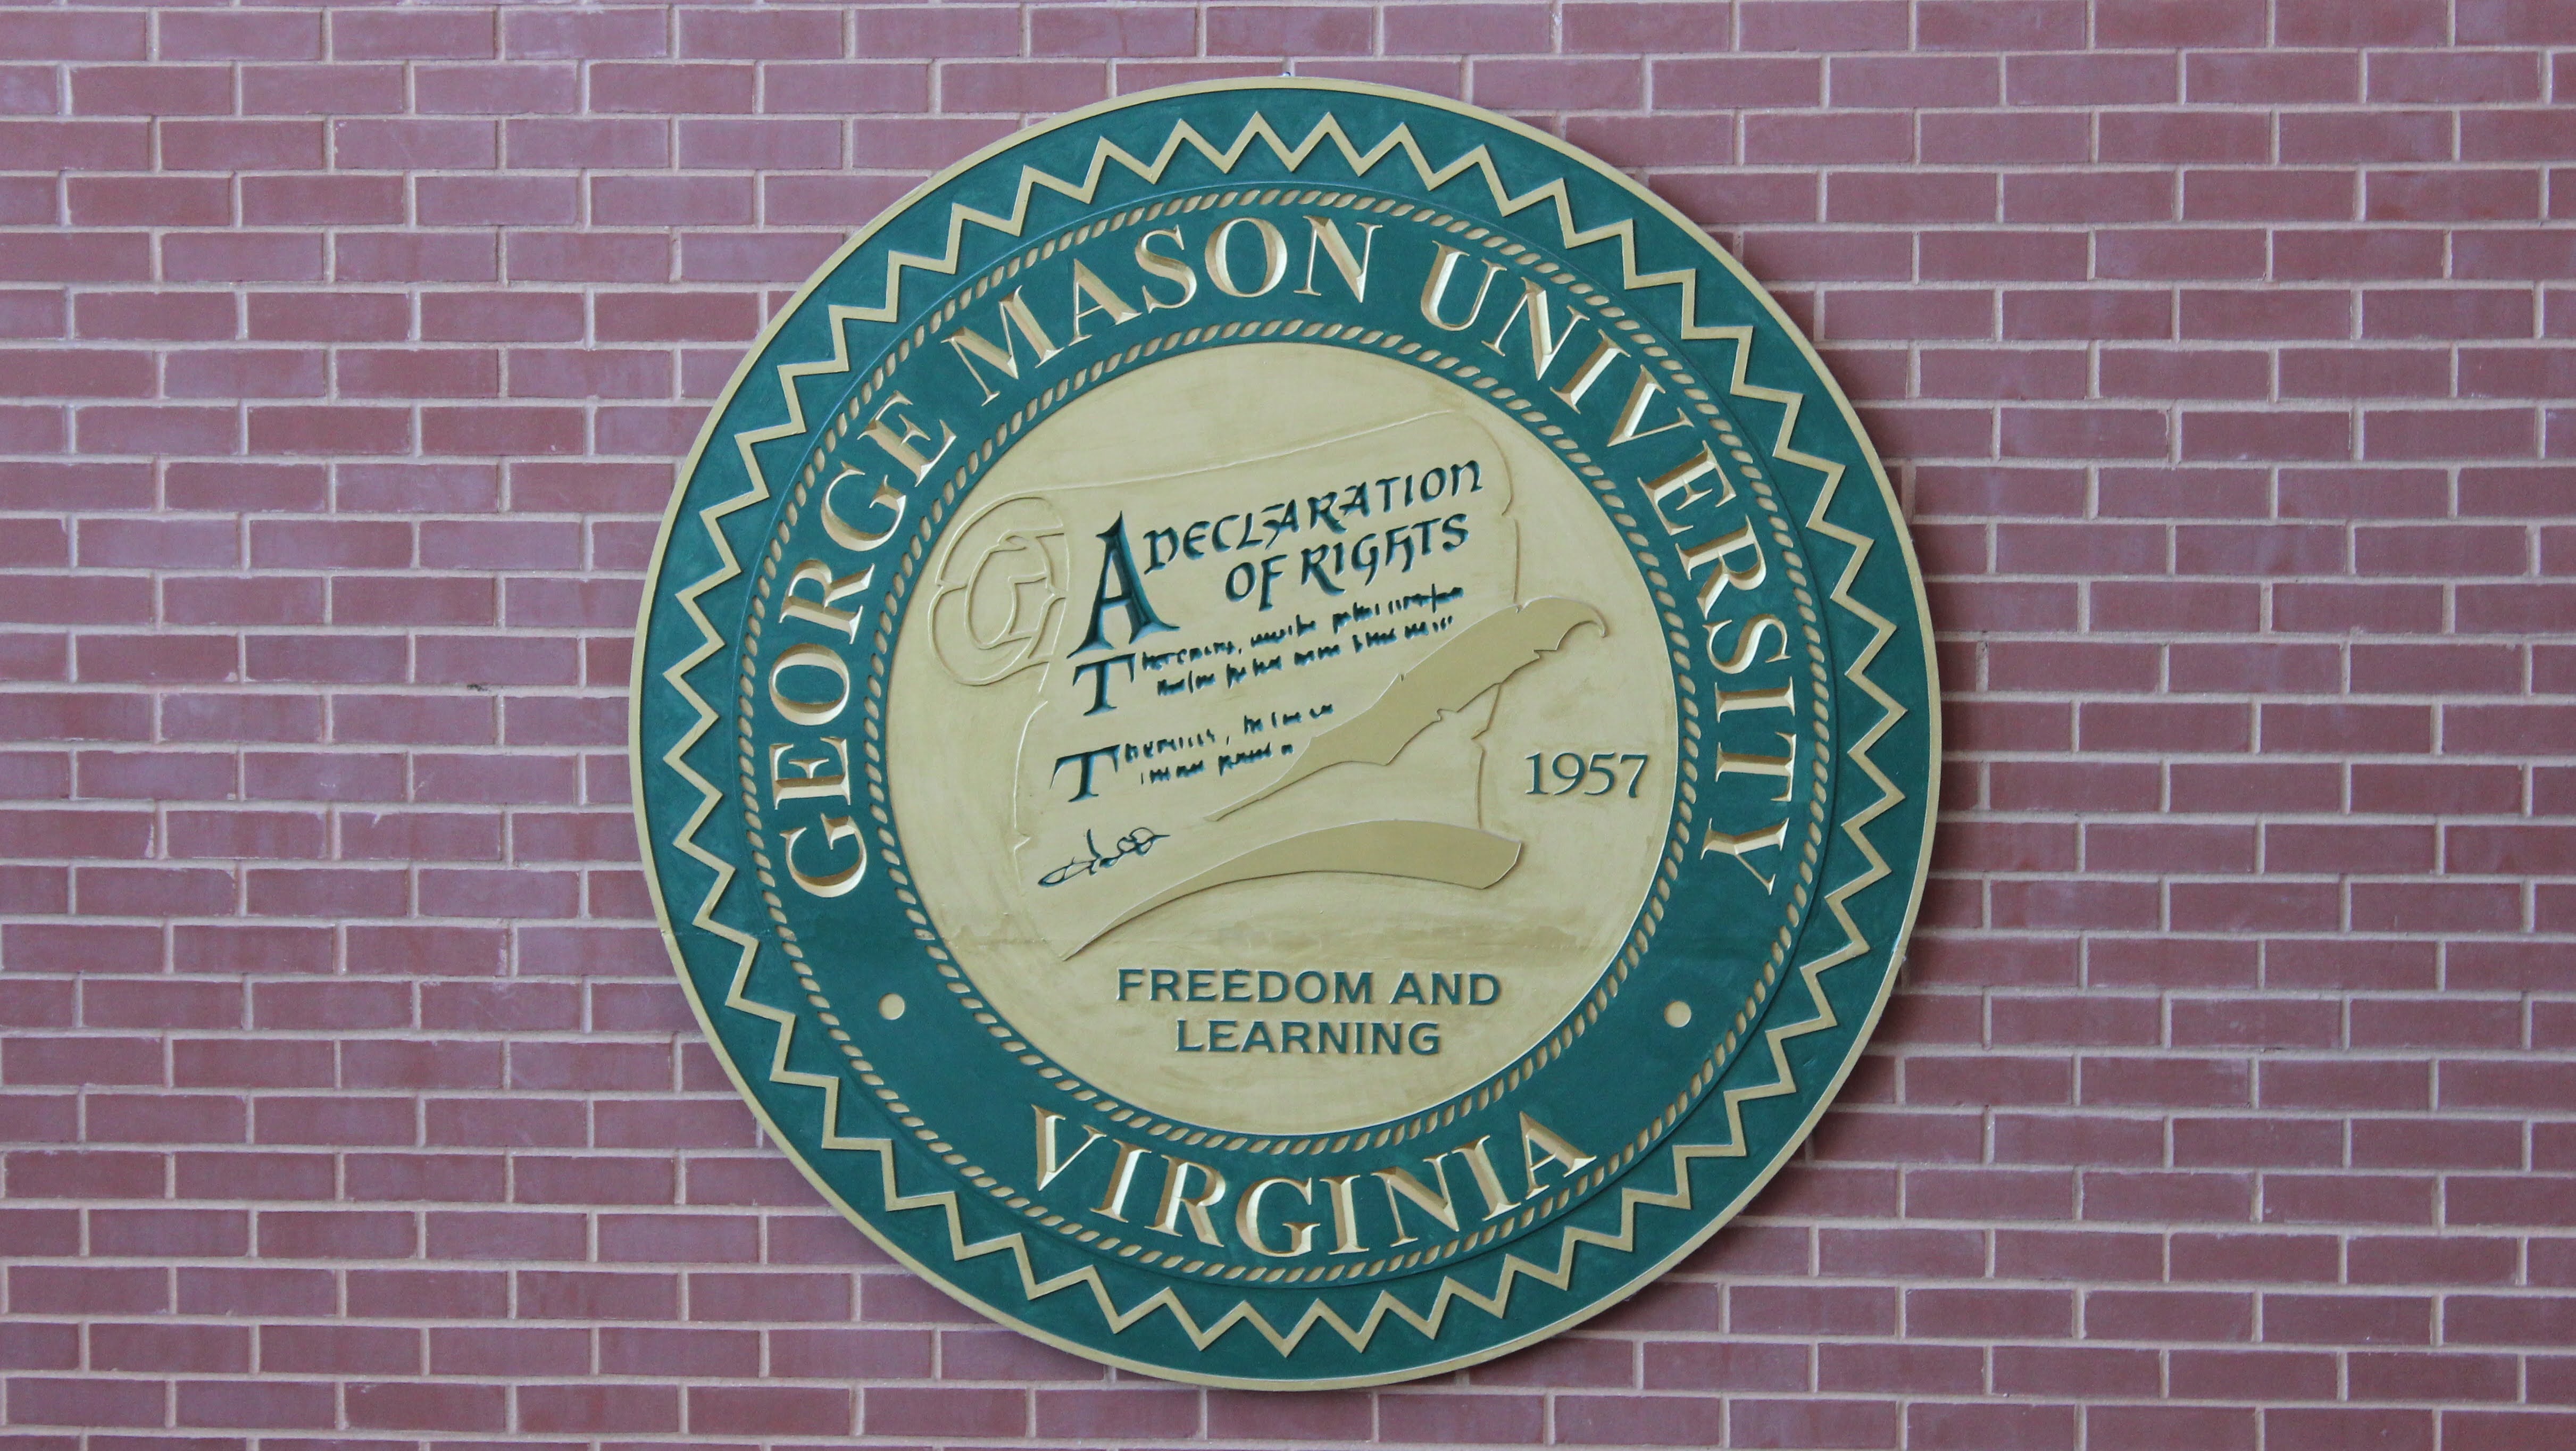 GEORGE MASON UNIVERSITY
A DECLARATION
OF RIGHTS
1957
FREEDOM AND
LEARNING
VIRGINIA